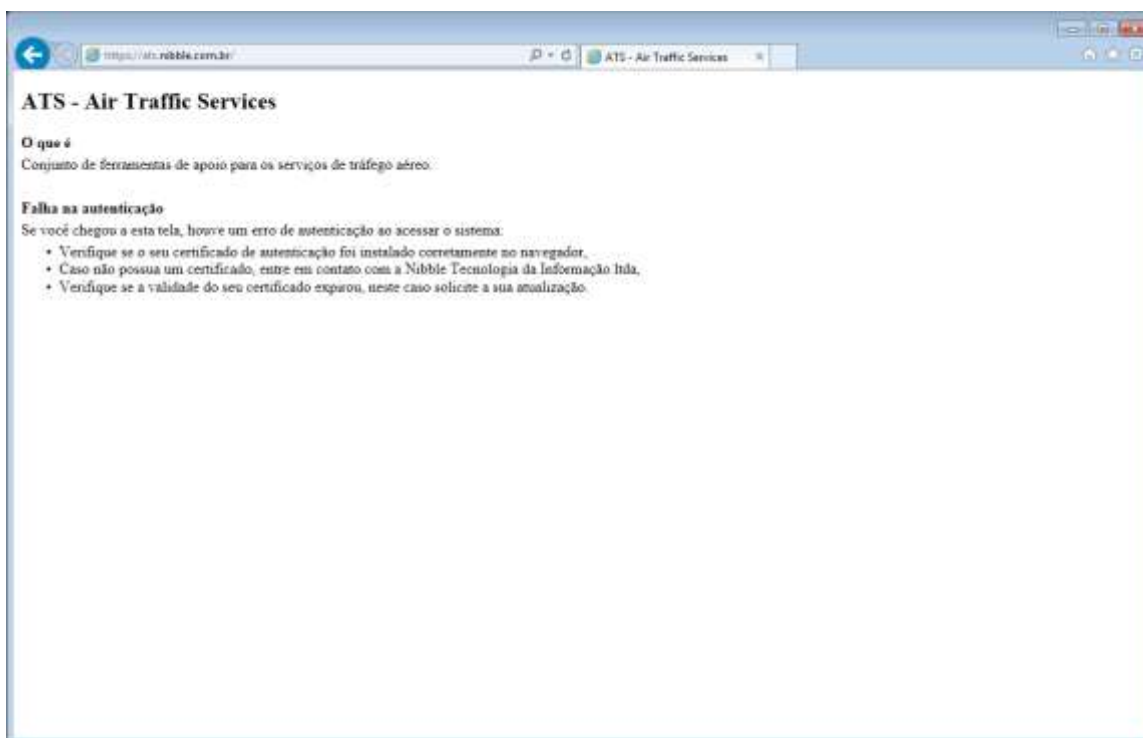 https://ats.nibble.com.br/
ATS - Air Traffic Services
ATS - Air Traffic Services
O que é
Conjunto de ferramentas de apoio para os serviços de tráfego aéreo.
Falha na autenticação
Se você chegou a esta tela, houve um erro de autenticação ao acessar o sistema:
• Verifique se o seu certificado de autenticação foi instalado corretamente no navegador,
• Caso não possua um certificado, entre em contato com a Nibble Tecnologia da Informação ltda,
• Verifique se a validade do seu certificado expirou, neste caso solicite a sua atualização.